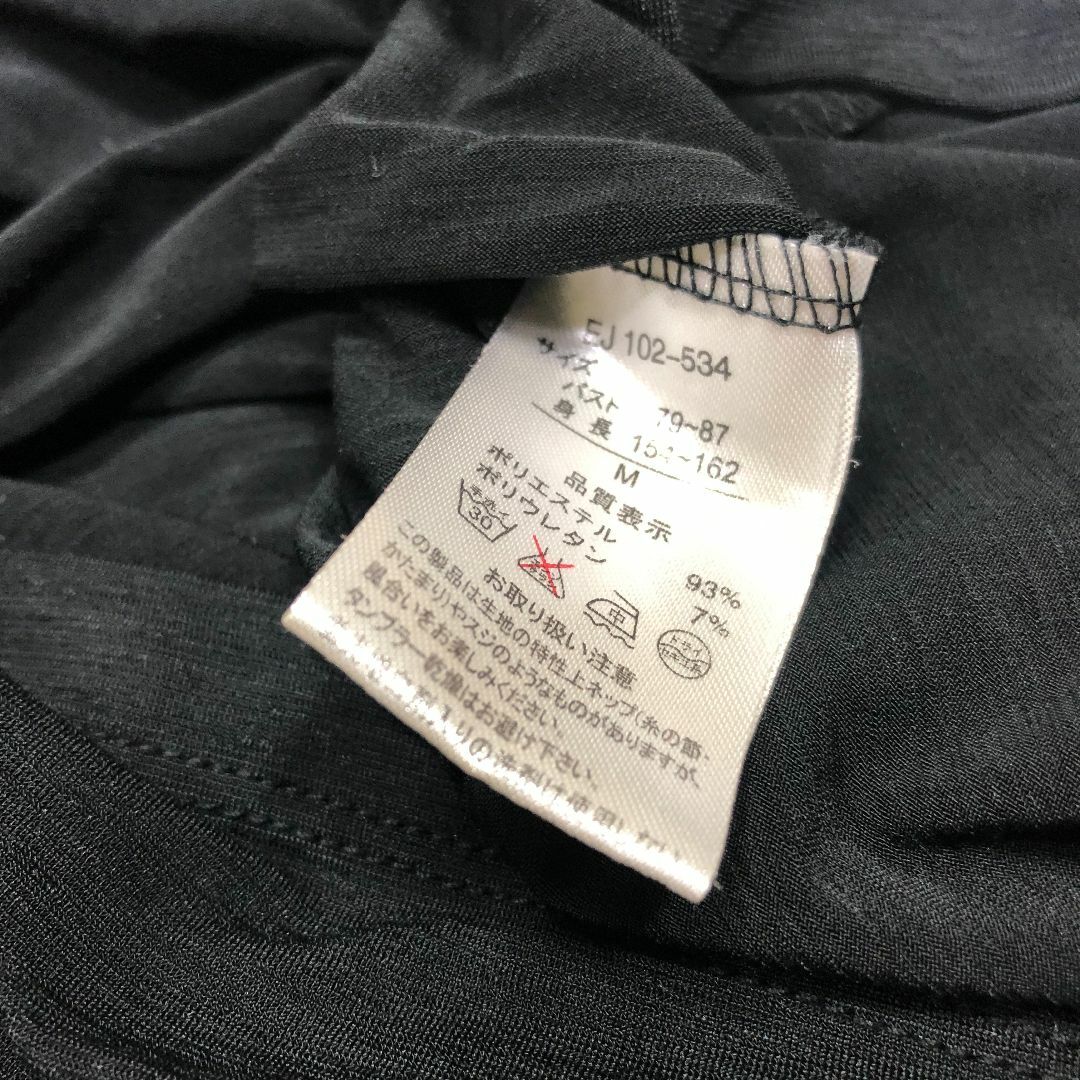 EJ 102-534
サイズ
バスト 79~87
身長 154~162
M
品質表示
ポリエステル 93%
ポリウレタン 7%
30 中
お取り扱い注意
この製品は生地の特性上ネップ(糸の節、
かたまり)やスジのようなものがありますが、
風合いをお楽しみください。
タンブラー乾燥はお避け下さい。